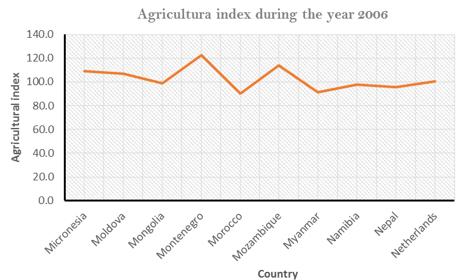 Agricultura index during the year 2006
140.0
120.0
100.0
80.0
60.0
40.0
20.0
0.0
Agricultural index
Micronesia
Moldova
Mongolia
Montenegro
Morocco
Mozambique
Myanmar
Namibia
Nepal
Netherlands
Country